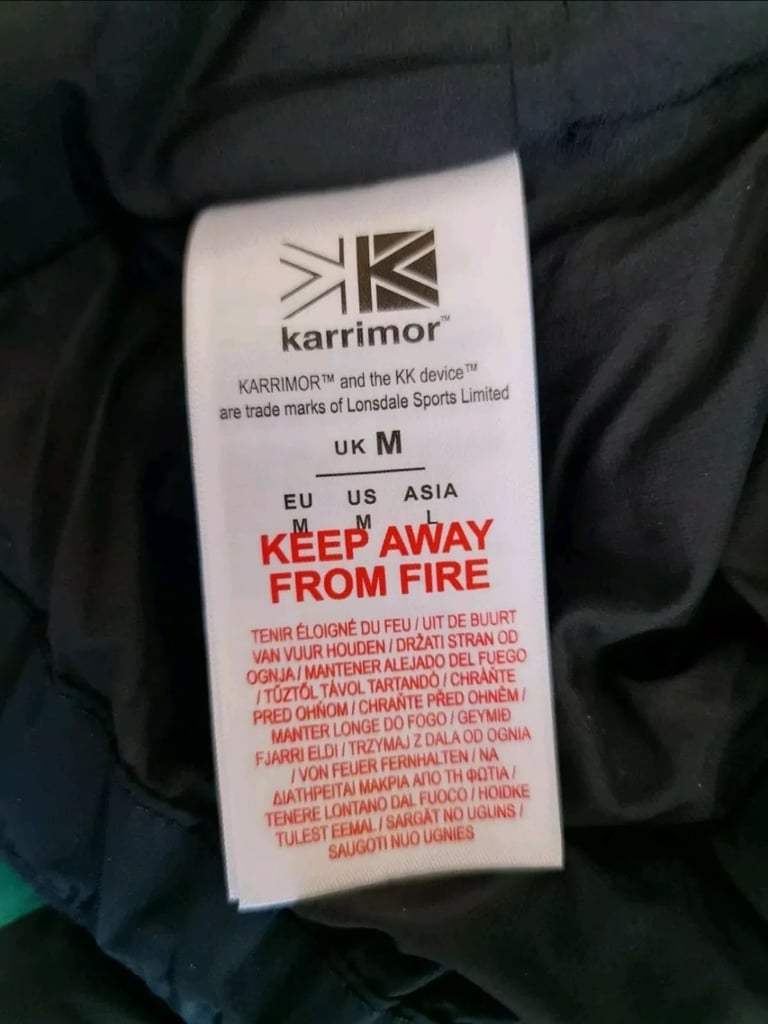 karrimor™
KARRIMOR™ and the KK device™
are trade marks of Lonsdale Sports Limited
UK M
EU US ASIA
M M L
KEEP AWAY
FROM FIRE
TENIR ÉLOIGNÉ DU FEU / UIT DE BUURT
VAN VUUR HOUDEN / DRŽATI STRAN OD
OGNJA / MANTENER ALEJADO DEL FUEGO
/ TŰZTŐL TÁVOL TARTANDÓ / CHRÁŇTE
PRED OHŇOM / CHRAŇTE PŘED OHNĚM /
MANTER LONGE DO FOGO / GEYMIÐ
FJARRI ELDI / TRZYMAJ Z DALA OD OGNIA
/ VON FEUER FERNHALTEN / NA
ΔΙΑΤΗΡΕΙΤΑΙ ΜΑΚΡΙΑ ΑΠΟ ΤΗ ΦΩΤΙΑ /
TENERE LONTANO DAL FUOCO / HOIDKE
TULEST EEMAL / SARGĀT NO UGUNS /
SAUGOTI NUO UGNIES